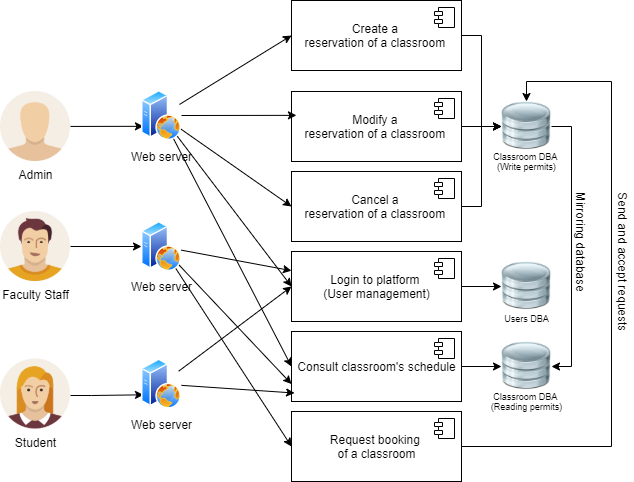 Create a
reservation of a classroom
Modify a
reservation of a classroom
Cancel a
reservation of a classroom
Login to platform
(User management)
Consult classroom's schedule
Request booking
of a classroom
Admin
Faculty Staff
Student
Web server
Web server
Web server
Classroom DBA
(Write permits)
Users DBA
Classroom DBA
(Reading permits)
Mirroring database
Send and accept requests